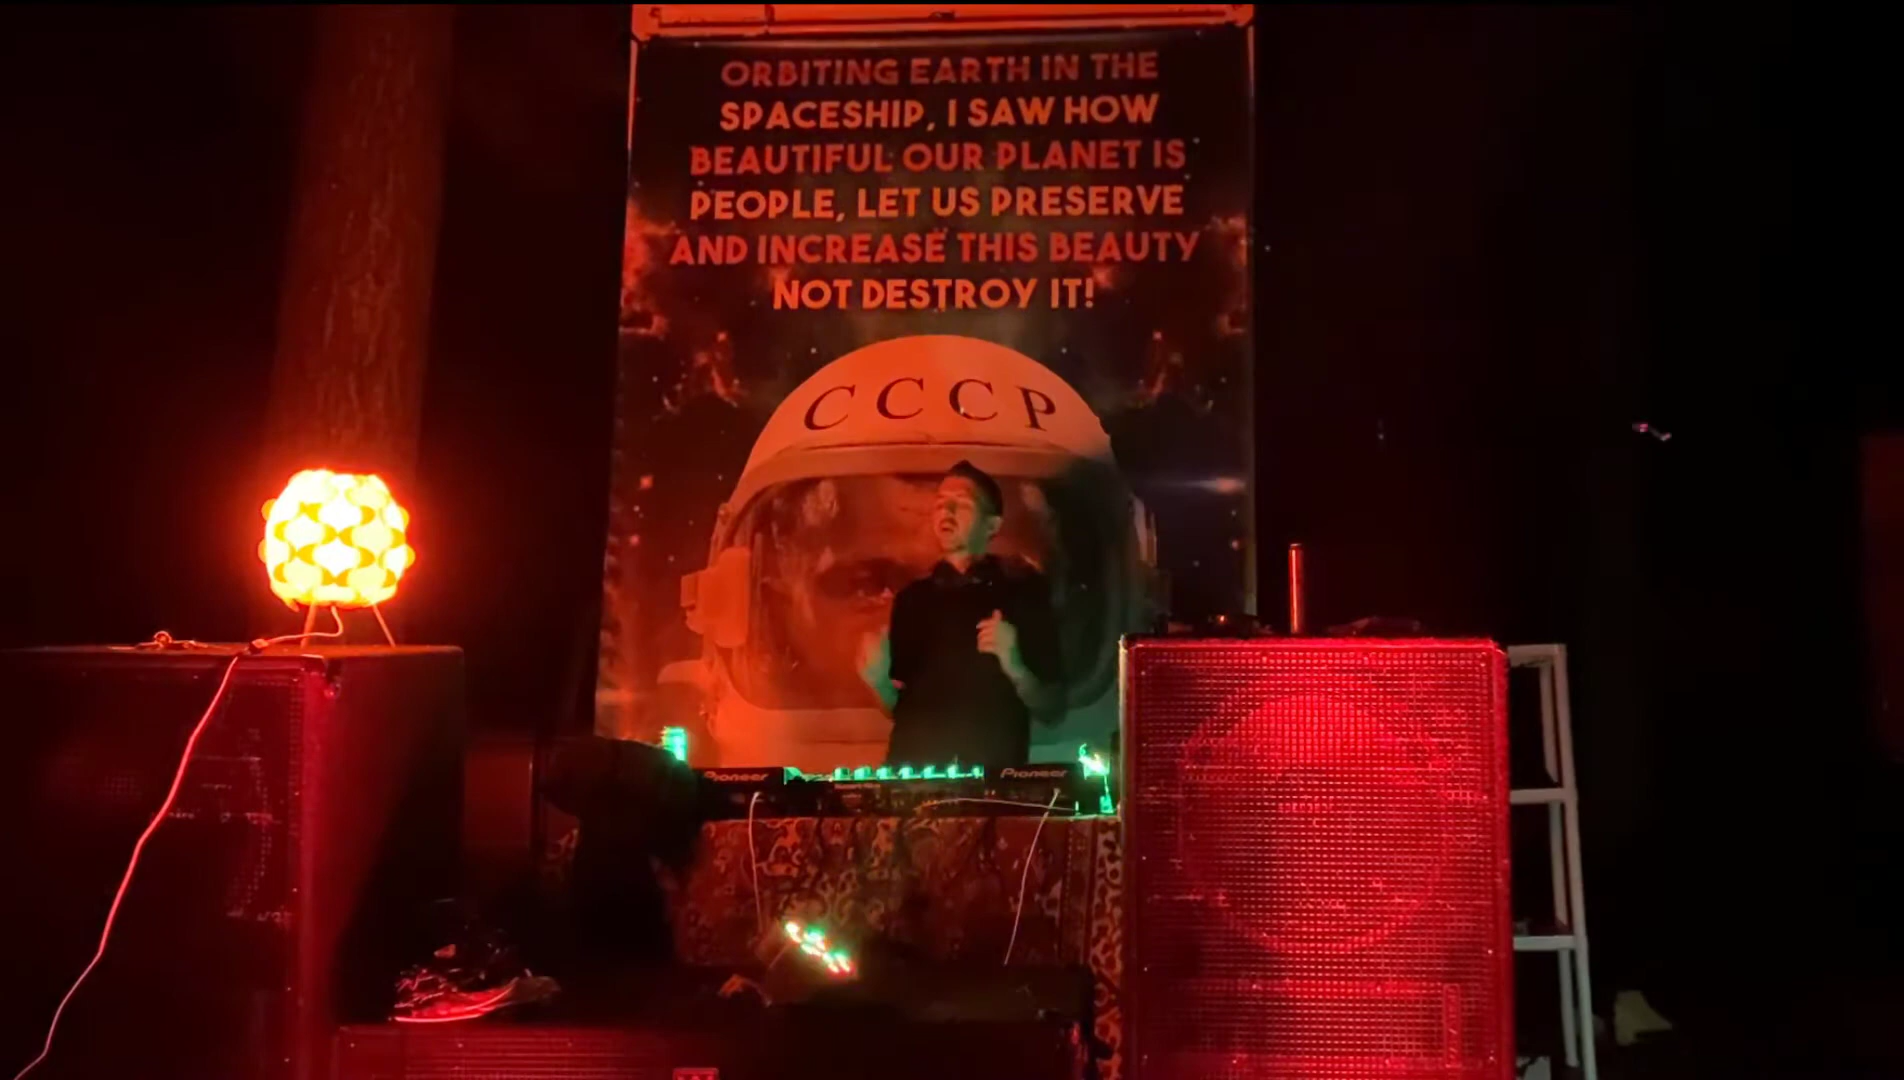 ORBITING EARTH IN THE
SPACESHIP, I SAW HOW
BEAUTIFUL OUR PLANET IS
PEOPLE, LET US PRESERVE
AND INCREASE THIS BEAUTY
NOT DESTROY IT!
СССР
Pioneer
Pioneer